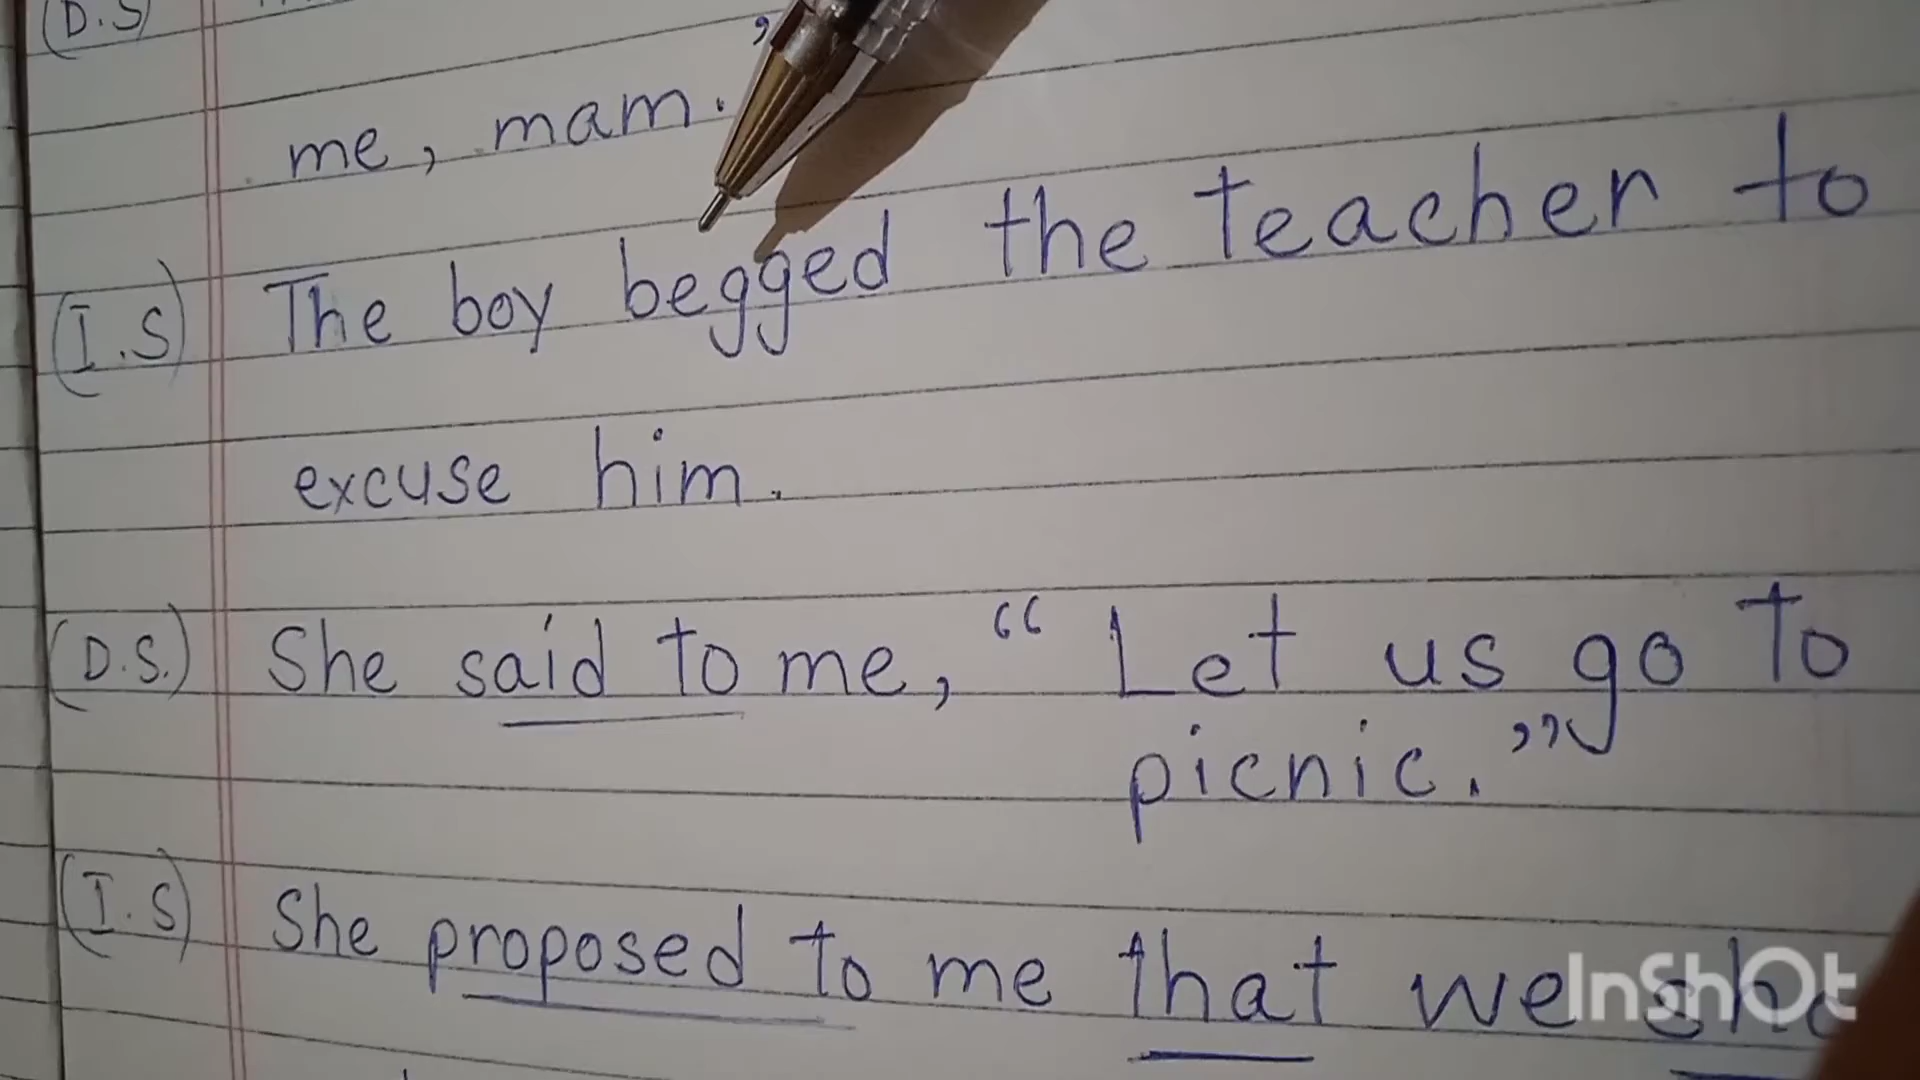 (D.S)
me, mam.”
(I.S) The boy begged the teacher to
excuse him.
(D.S.) She said to me, “Let us go to
picnic.”
(I.S) She proposed to me that we
InShOt